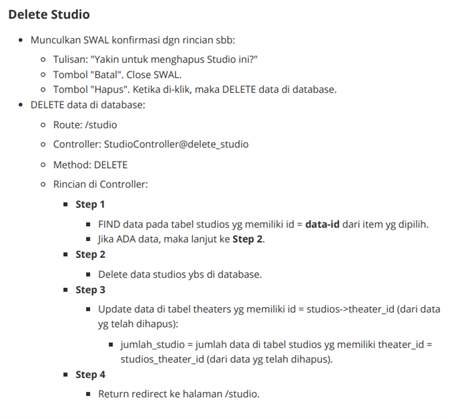 Delete Studio
Munculkan SWAL konfirmasi dgn rincian sbb:
Tulisan: "Yakin untuk menghapus Studio ini?"
Tombol "Batal". Close SWAL.
Tombol "Hapus". Ketika di-klik, maka DELETE data di database.
DELETE data di database:
Route: /studio
Controller: StudioController@delete_studio
Method: DELETE
Rincian di Controller:
Step 1
FIND data pada tabel studios yg memiliki id = data-id dari item yg dipilih.
Jika ADA data, maka lanjut ke Step 2.
Step 2
Delete data studios ybs di database.
Step 3
Update data di tabel theaters yg memiliki id = studios->theater_id (dari data
yg telah dihapus):
jumlah_studio = jumlah data di tabel studios yg memiliki theater_id =
studios_theater_id (dari data yg telah dihapus).
Step 4
Return redirect ke halaman /studio.